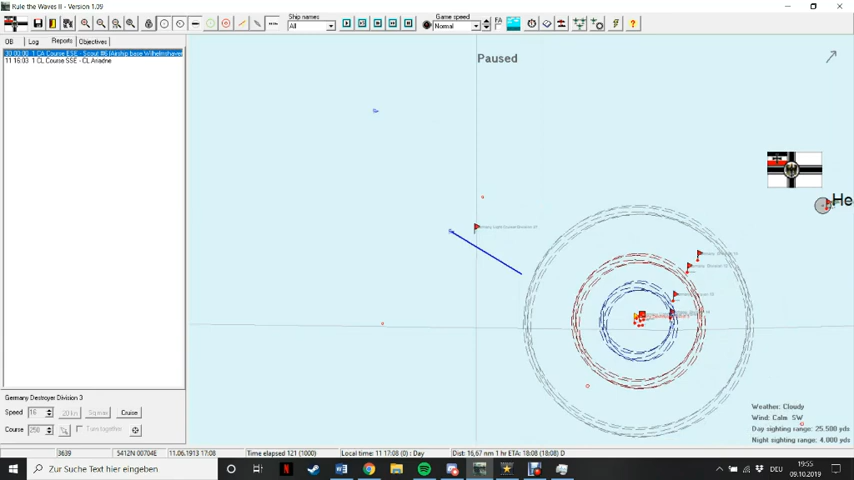 Rule the Waves II - Version 1.09
Ship names
All
Game speed
Normal
FA
OB Log Reports Objectives
30 00:00 1 CA Course ESE - Scout #6 (Airship base Wilhelmshaven
11 16:03 1 CL Course SSE - CL Ariadne
Paused
He
Germany Destroyer Division 3
Speed 16 20 kn Sq max Cruise
Course 250 Turn together
Weather: Cloudy
Wind: Calm SW
Day sighting range: 25.500 yds
Night sighting range: 4.000 yds
3639 5412N 00704E 11.06.1913 17:08 Time elapsed 121 (1000) Local time: 11 17:08 (D) Dist: 16,67 nm 1 hr ETA: 18:08 (18:08) D
Zur Suche Text hier eingeben
DEU
19:55
09.10.2019